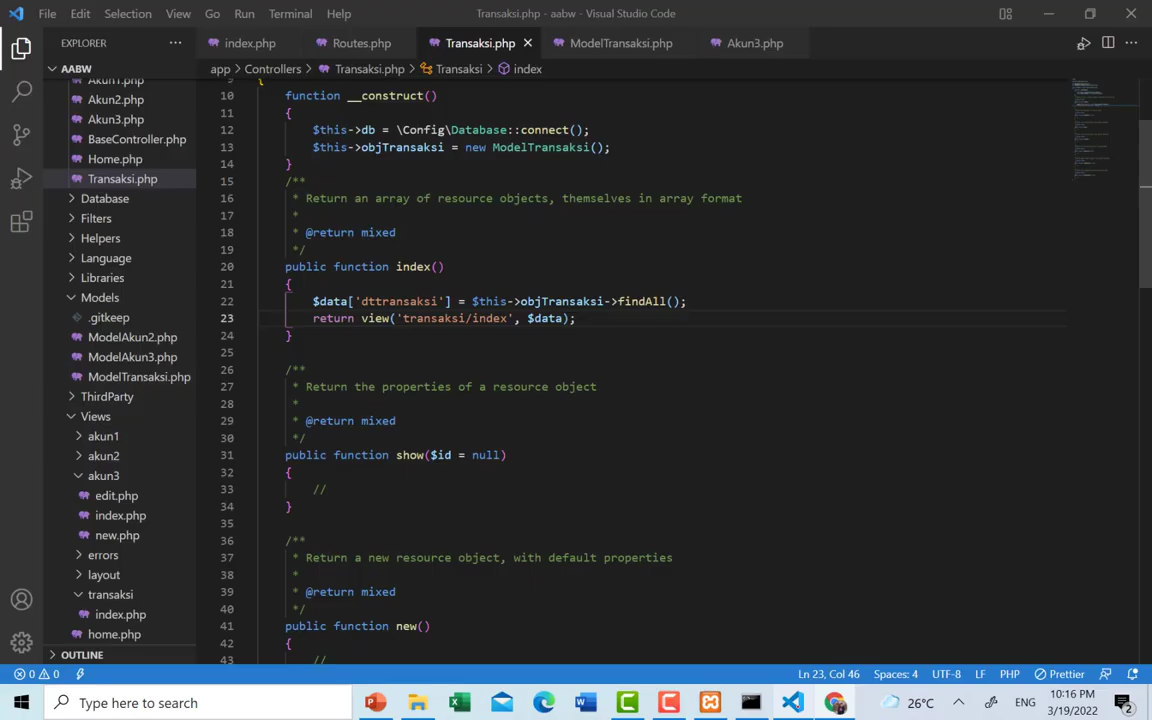 File Edit Selection View Go Run Terminal Help
Transaksi.php - aabw - Visual Studio Code
EXPLORER
index.php Routes.php Transaksi.php ModelTransaksi.php Akun3.php
AABW
app > Controllers > Transaksi.php > Transaksi > index
Akun1.php
Akun2.php
Akun3.php
BaseController.php
Home.php
Transaksi.php
Database
Filters
Helpers
Language
Libraries
Models
.gitkeep
ModelAkun2.php
ModelAkun3.php
ModelTransaksi.php
ThirdParty
Views
akun1
akun2
akun3
edit.php
index.php
new.php
errors
layout
transaksi
index.php
home.php
OUTLINE
9 {
10 function __construct()
11 {
12 $this->db = \Config\Database::connect();
13 $this->objTransaksi = new ModelTransaksi();
14 }
15 /**
16 * Return an array of resource objects, themselves in array format
17 *
18 * @return mixed
19 */
20 public function index()
21 {
22 $data['dttransaksi'] = $this->objTransaksi->findAll();
23 return view('transaksi/index', $data);
24 }
25
26 /**
27 * Return the properties of a resource object
28 *
29 * @return mixed
30 */
31 public function show($id = null)
32 {
33 //
34 }
35
36 /**
37 * Return a new resource object, with default properties
38 *
39 * @return mixed
40 */
41 public function new()
42 {
43 //
0 0 Ln 23, Col 46 Spaces: 4 UTF-8 LF PHP Prettier
Type here to search
26°C ENG
10:16 PM
3/19/2022
2